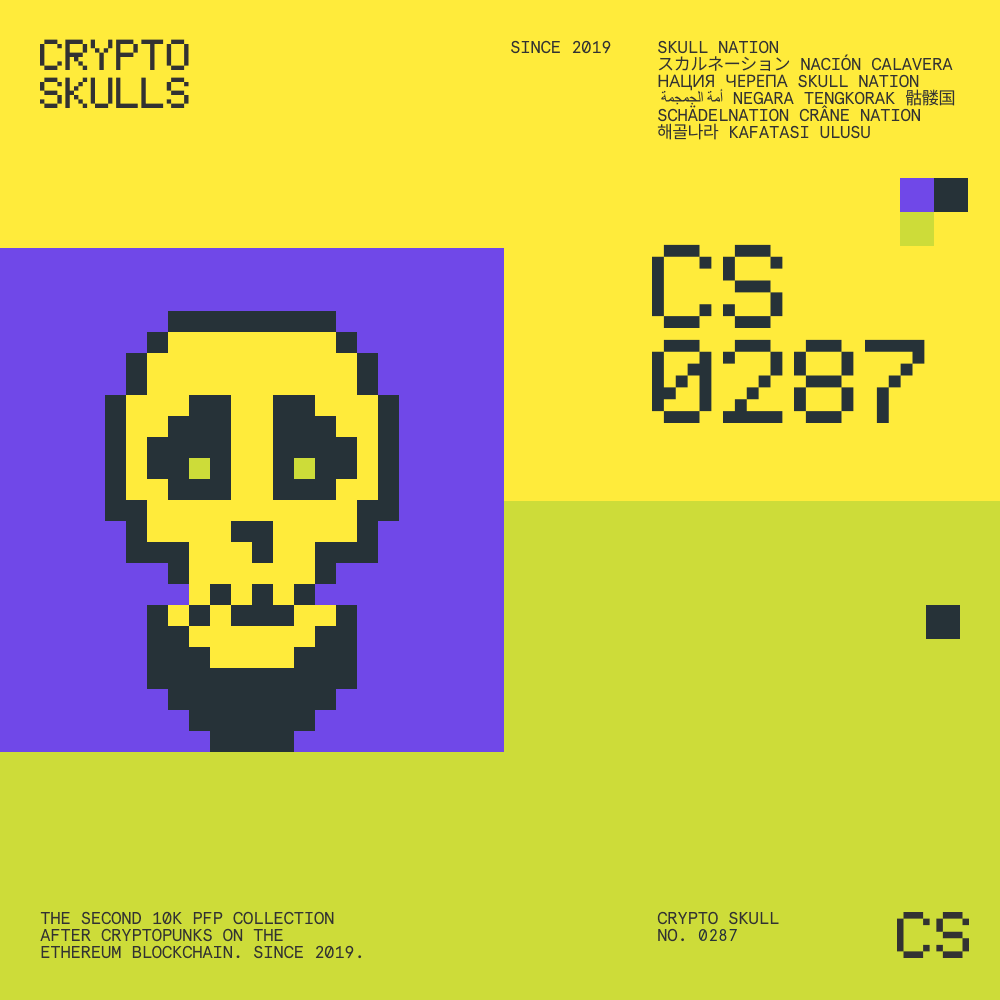 CRYPTO
SKULLS
SINCE 2019
SKULL NATION
スカルネーション NACIÓN CALAVERA
НАЦИЯ ЧЕРЕПА SKULL NATION
أمة الجمجمة NEGARA TENGKORAK 骷髅国
SCHÄDELNATION CRÂNE NATION
해골나라 KAFATASI ULUSU
CS
0287
THE SECOND 10K PFP COLLECTION
AFTER CRYPTOPUNKS ON THE
ETHEREUM BLOCKCHAIN. SINCE 2019.
CRYPTO SKULL
NO. 0287
CS